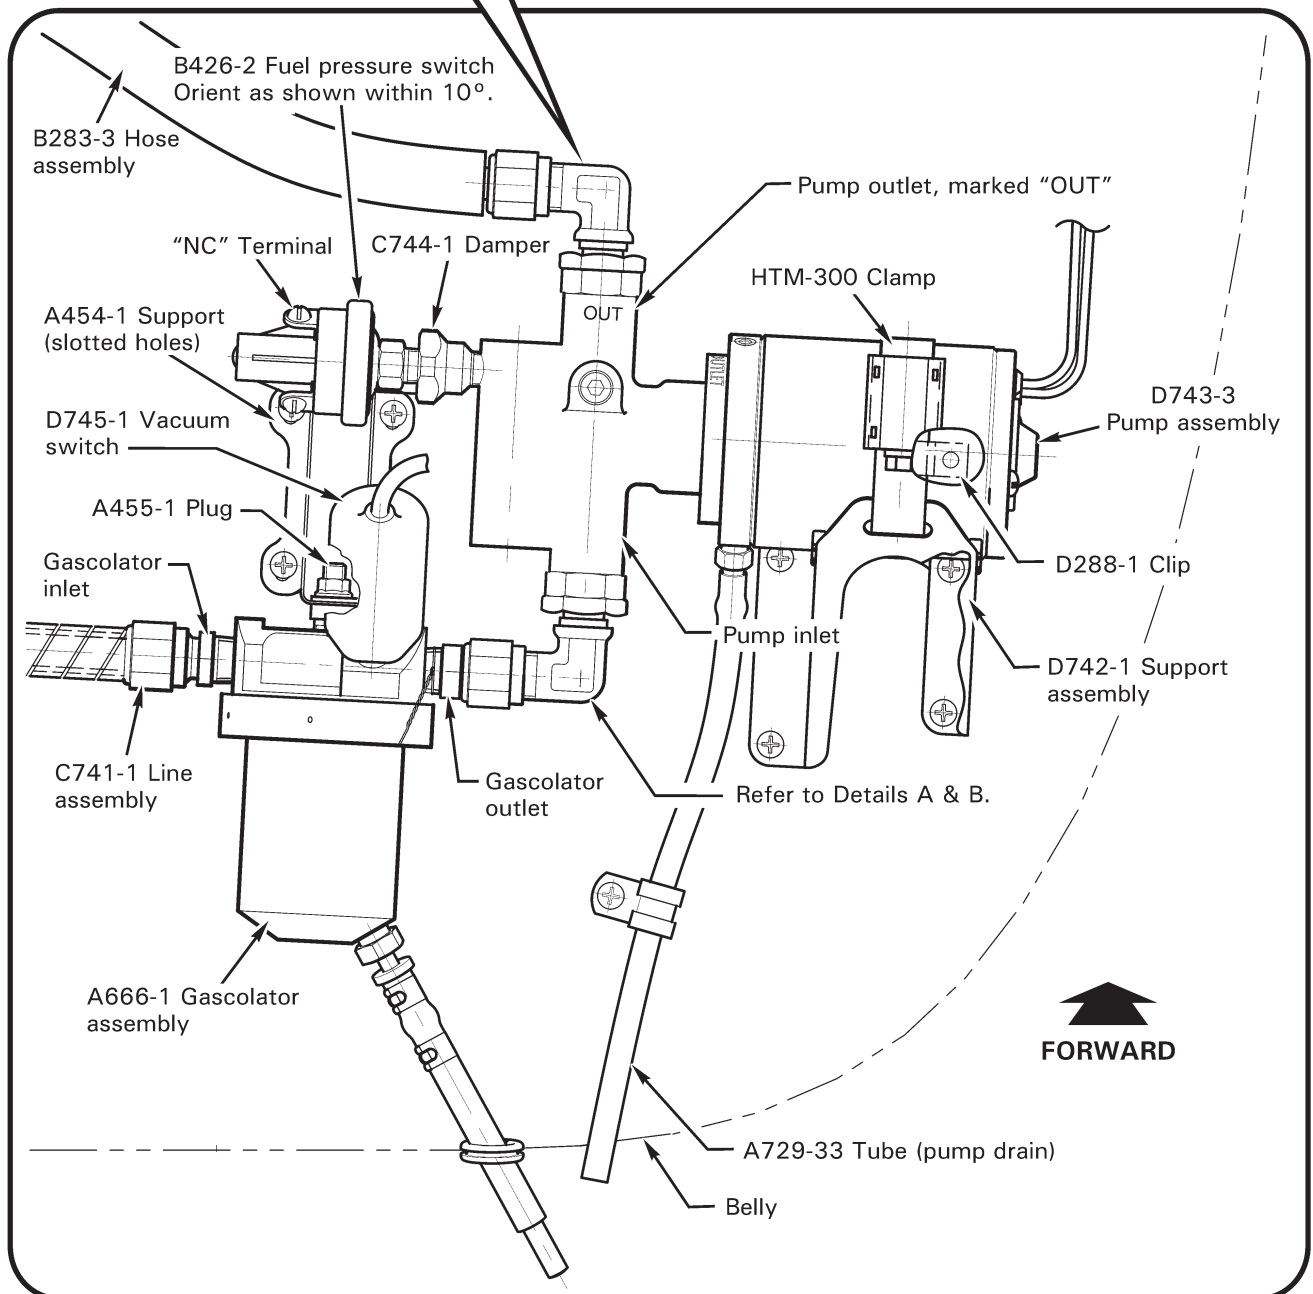 B426-2 Fuel pressure switch
Orient as shown within 10º.
B283-3 Hose
assembly
Pump outlet, marked “OUT”
“NC” Terminal
C744-1 Damper
HTM-300 Clamp
A454-1 Support
(slotted holes)
OUT
OUTLET
D743-3
Pump assembly
D745-1 Vacuum
switch
A455-1 Plug
Gascolator
inlet
D288-1 Clip
Pump inlet
D742-1 Support
assembly
C741-1 Line
assembly
Gascolator
outlet
Refer to Details A & B.
A666-1 Gascolator
assembly
FORWARD
A729-33 Tube (pump drain)
Belly